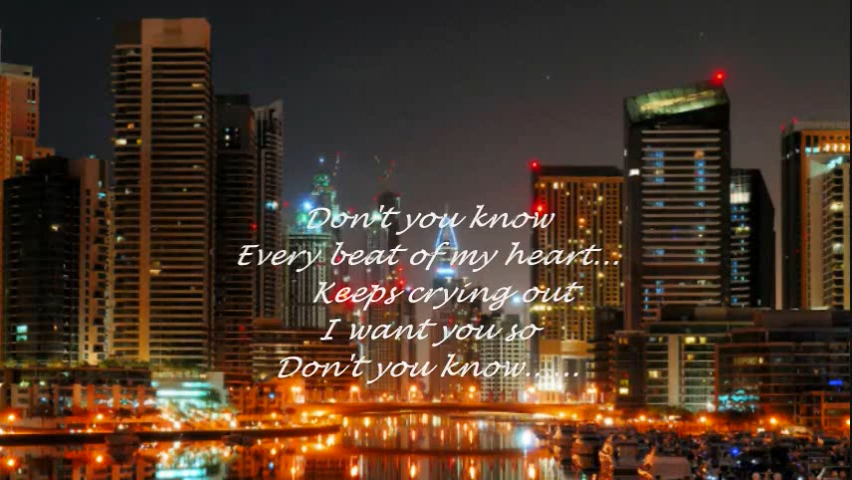 Don't you know
Every beat of my heart...
Keeps crying out
I want you so
Don't you know......